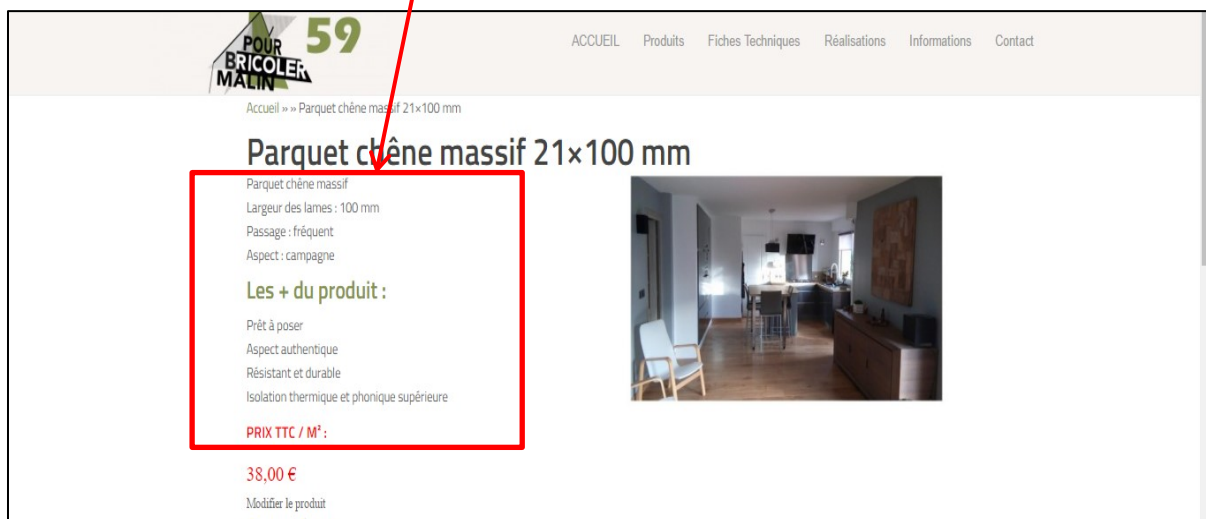 59
POUR
BRICOLER
MALIN
ACCUEIL Produits Fiches Techniques Réalisations Informations Contact
Accueil » » Parquet chêne massif 21×100 mm
Parquet chêne massif 21×100 mm
Parquet chêne massif
Largeur des lames : 100 mm
Passage : fréquent
Aspect : campagne
Les + du produit :
Prêt à poser
Aspect authentique
Résistant et durable
Isolation thermique et phonique supérieure
PRIX TTC / M² :
38,00 €
Modifier le produit